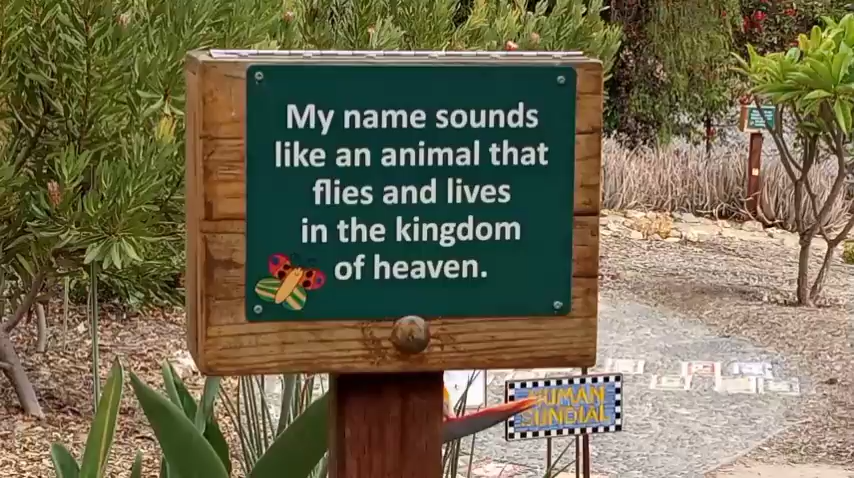 My name sounds
like an animal that
flies and lives
in the kingdom
of heaven.
HUMAN
SUNDIAL